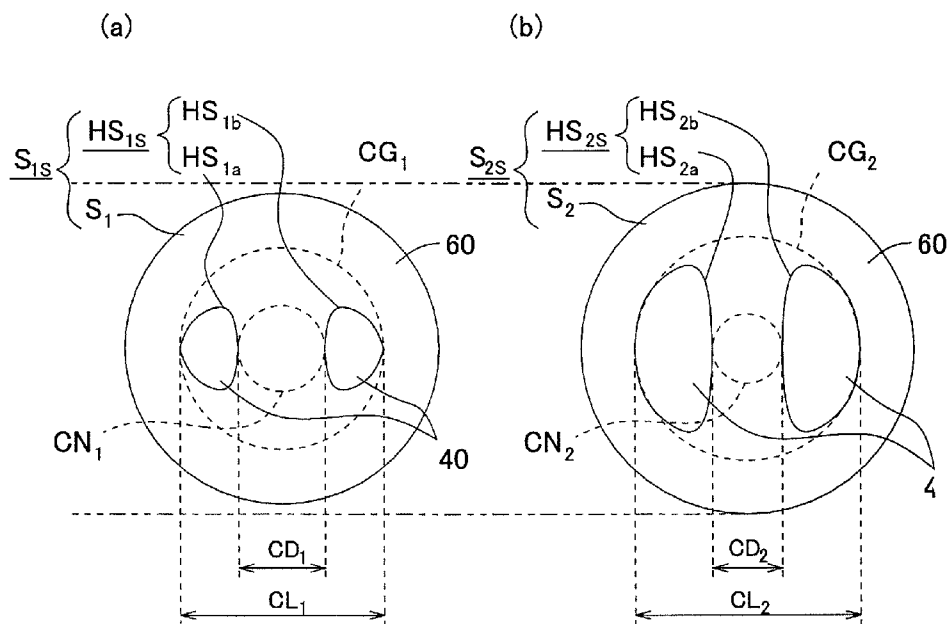 (a)
(b)
S1S
HS1S
HS1b
HS1a
S1
CG1
60
CN1
40
CD1
CL1
S2S
HS2S
HS2b
HS2a
S2
CG2
60
CN2
4
CD2
CL2